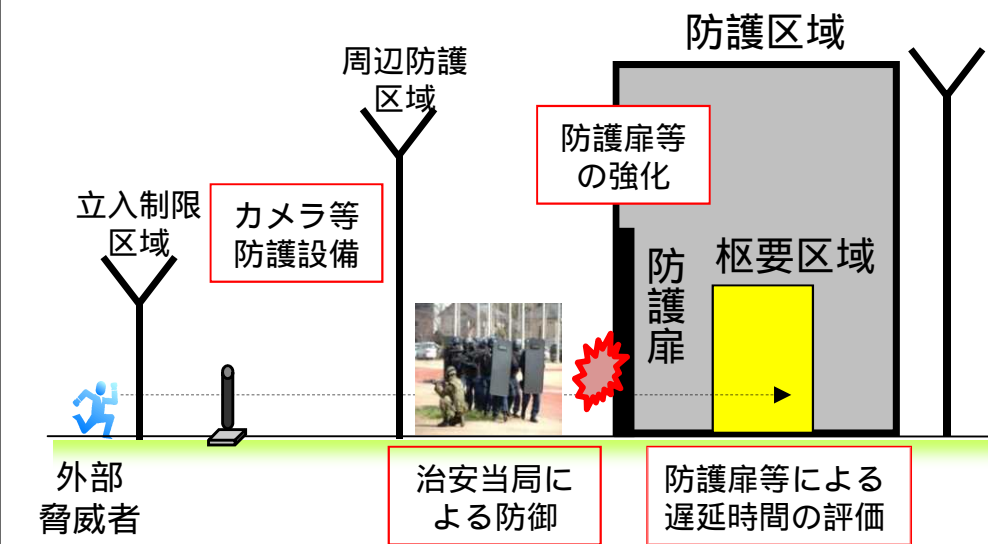 防護区域
周辺防護
区域
防護扉等
の強化
立入制限
区域
カメラ等
防護設備
防護扉
枢要区域
外部
脅威者
治安当局に
よる防御
防護扉等による
遅延時間の評価